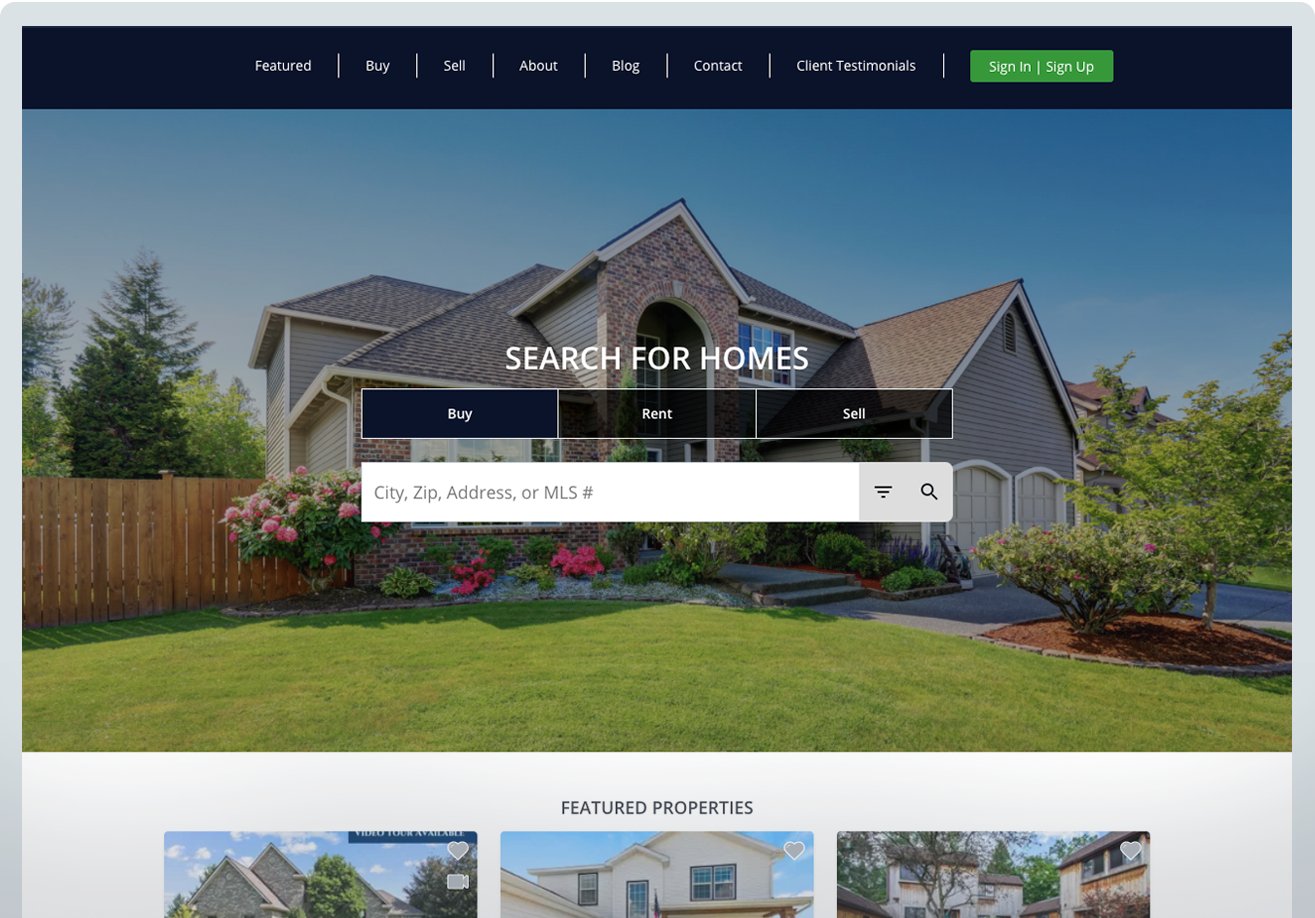 Featured | Buy | Sell | About | Blog | Contact | Client Testimonials | Sign In | Sign Up
SEARCH FOR HOMES
Buy Rent Sell
City, Zip, Address, or MLS #
FEATURED PROPERTIES
VIDEO TOUR AVAILABLE